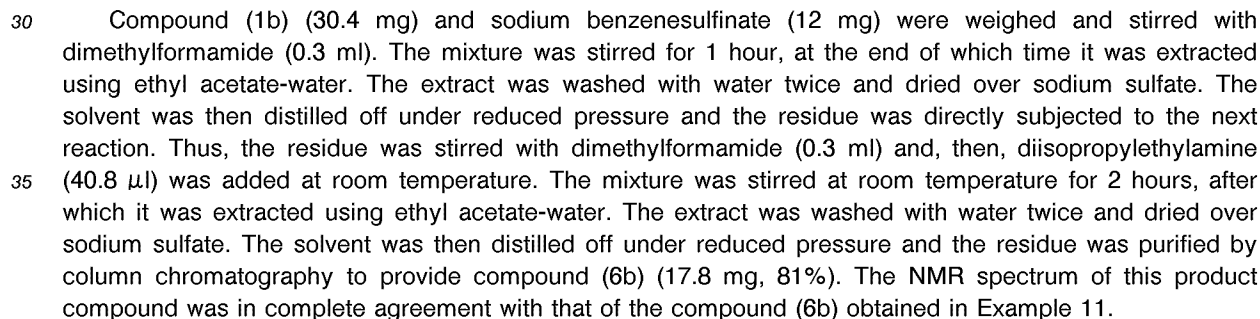 30 Compound (1b) (30.4 mg) and sodium benzenesulfinate (12 mg) were weighed and stirred with
dimethylformamide (0.3 ml). The mixture was stirred for 1 hour, at the end of which time it was extracted
using ethyl acetate-water. The extract was washed with water twice and dried over sodium sulfate. The
solvent was then distilled off under reduced pressure and the residue was directly subjected to the next
reaction. Thus, the residue was stirred with dimethylformamide (0.3 ml) and, then, diisopropylethylamine
35 (40.8 μl) was added at room temperature. The mixture was stirred at room temperature for 2 hours, after
which it was extracted using ethyl acetate-water. The extract was washed with water twice and dried over
sodium sulfate. The solvent was then distilled off under reduced pressure and the residue was purified by
column chromatography to provide compound (6b) (17.8 mg, 81%). The NMR spectrum of this product
compound was in complete agreement with that of the compound (6b) obtained in Example 11.